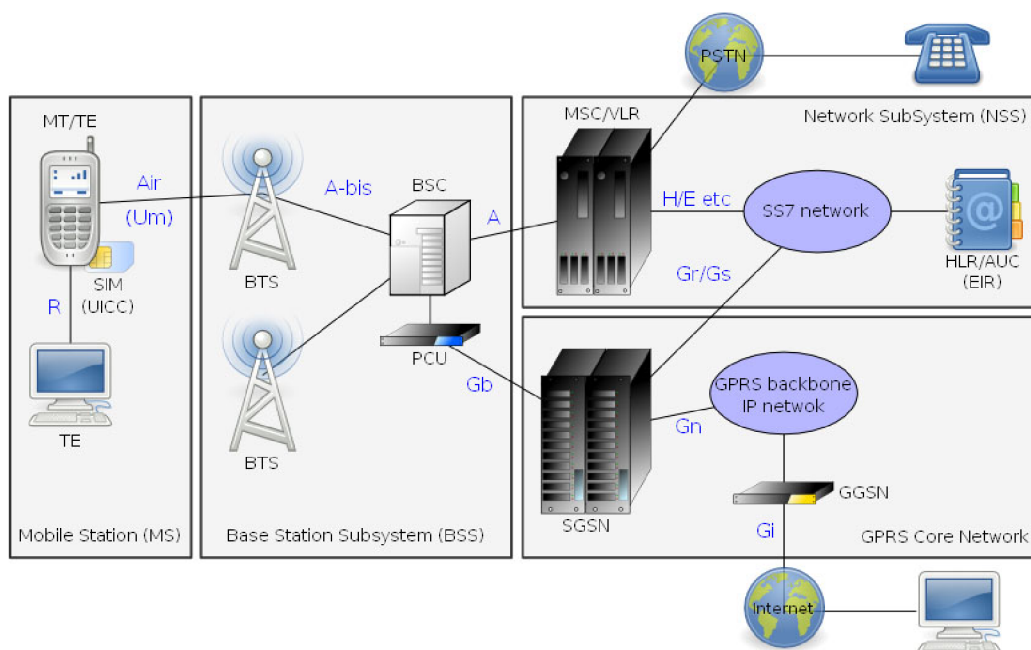 PSTN
MT/TE
MSC/VLR
Network SubSystem (NSS)
Air
(Um)
A-bis
BSC
A
H/E etc
SS7 network
SIM
(UICC)
BTS
Gr/Gs
HLR/AUC
(EIR)
R
PCU
Gb
GPRS backbone
IP netwok
Gn
TE
BTS
GGSN
SGSN
Gi
Mobile Station (MS)
Base Station Subsystem (BSS)
GPRS Core Network
Internet